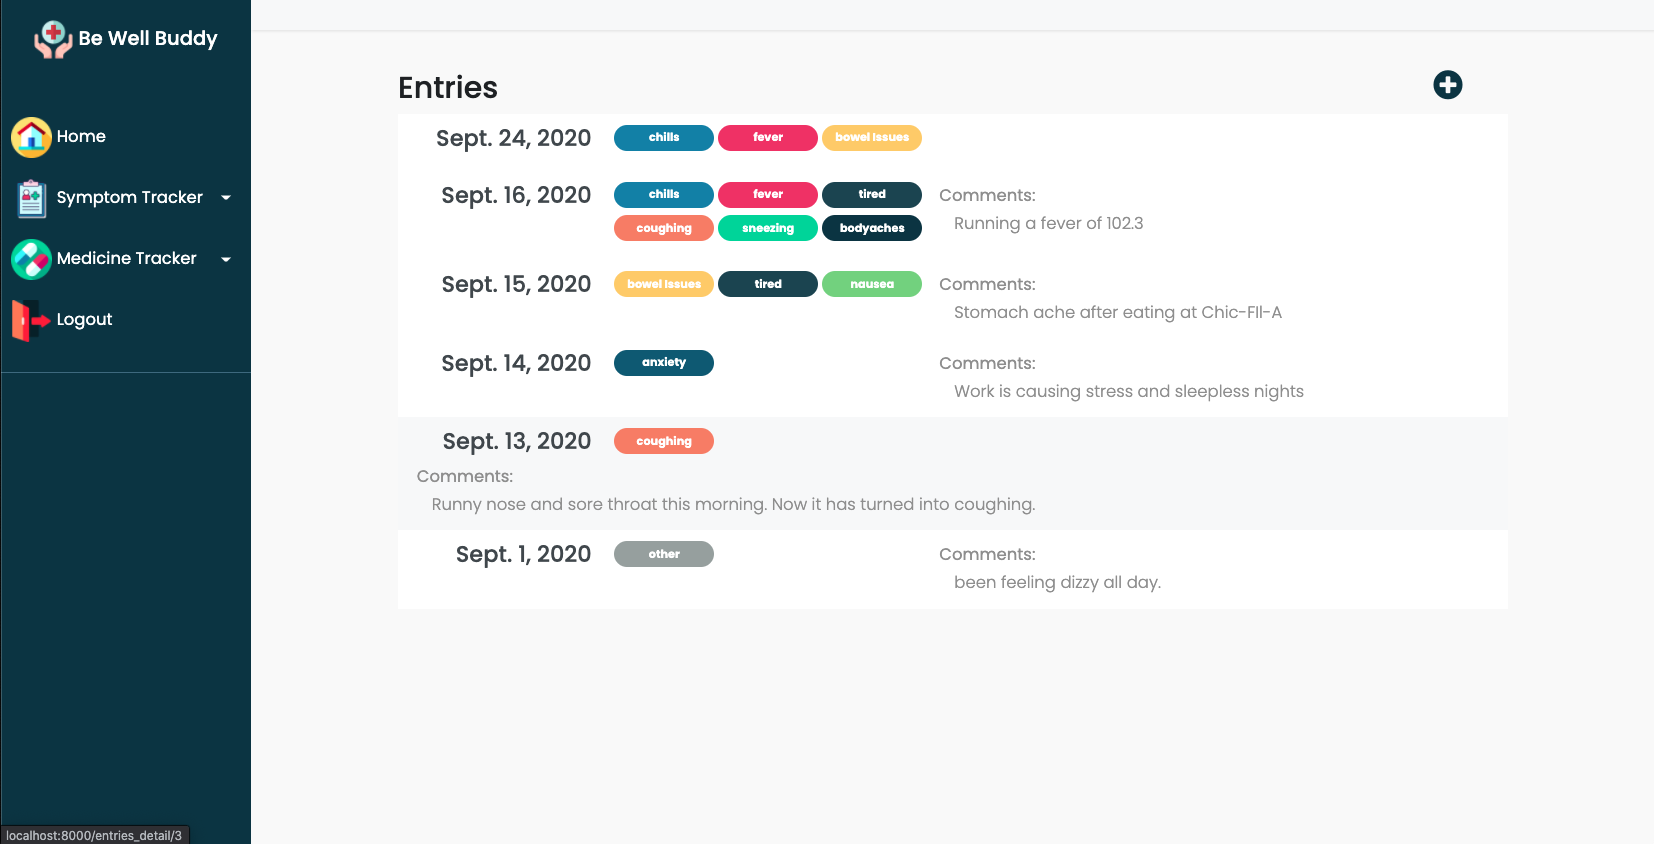 Be Well Buddy
Home
Symptom Tracker
Medicine Tracker
Logout
Entries
Sept. 24, 2020 chills fever bowel Issues
Sept. 16, 2020 chills fever tired Comments:
Running a fever of 102.3
coughing sneezing bodyaches
Sept. 15, 2020 bowel Issues tired nausea Comments:
Stomach ache after eating at Chic-Fll-A
Sept. 14, 2020 anxiety Comments:
Work is causing stress and sleepless nights
Sept. 13, 2020 coughing
Comments:
Runny nose and sore throat this morning. Now it has turned into coughing.
Sept. 1, 2020 other Comments:
been feeling dizzy all day.
localhost:8000/entries_detail/3